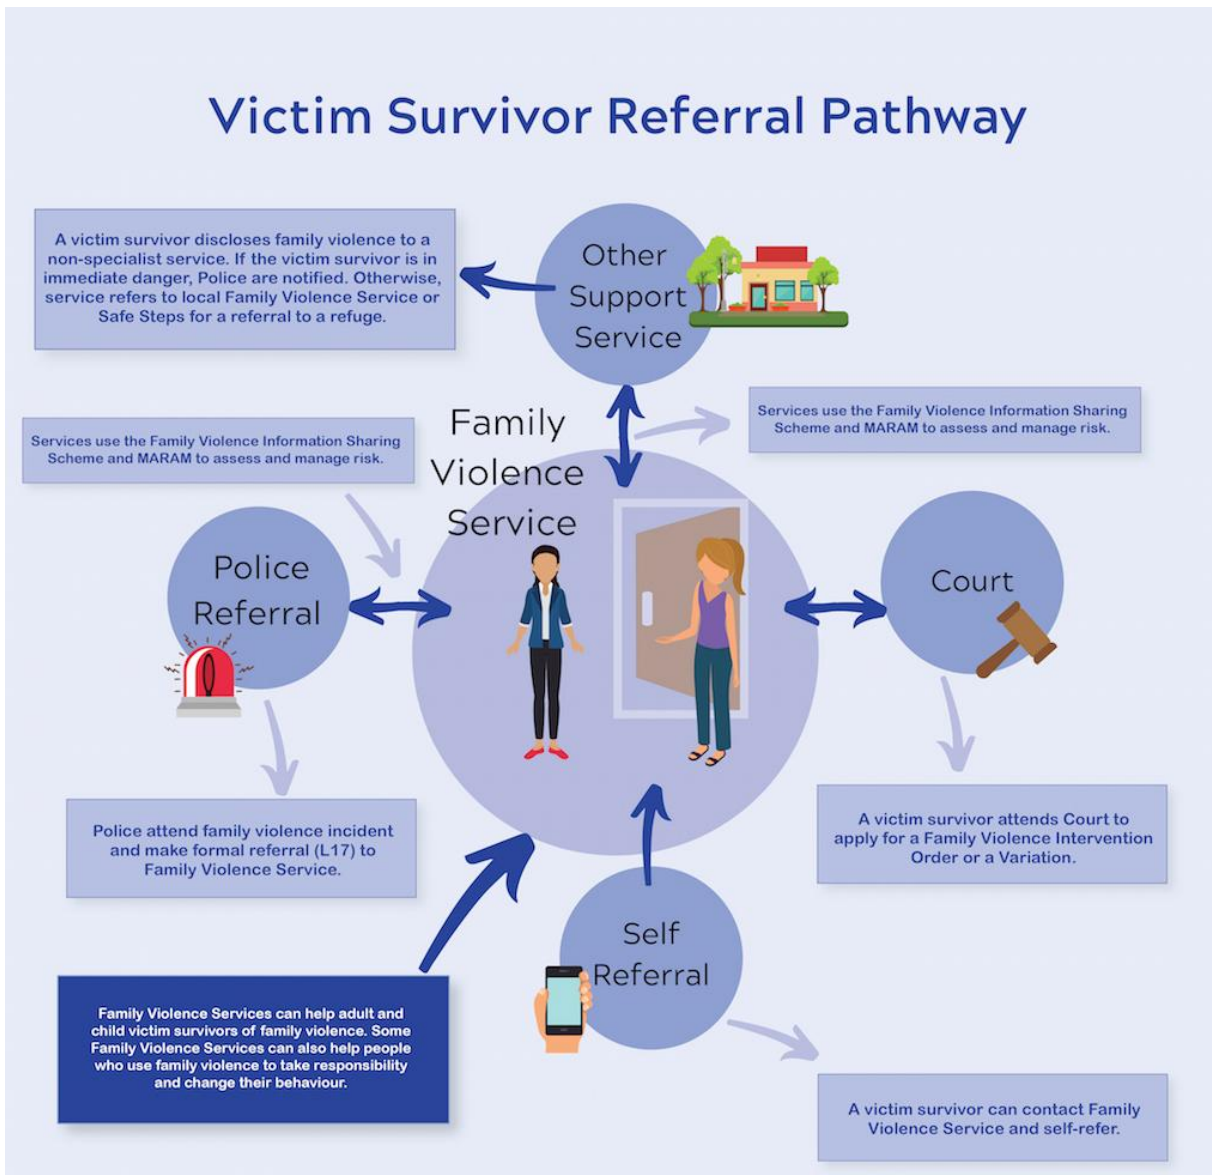 Victim Survivor Referral Pathway
A victim survivor discloses family violence to a
non-specialist service. If the victim survivor is in
immediate danger, Police are notified. Otherwise,
service refers to local Family Violence Service or
Safe Steps for a referral to a refuge.
Other
Support
Service
Services use the Family Violence Information Sharing
Scheme and MARAM to assess and manage risk.
Family
Violence
Service
Services use the Family Violence Information Sharing
Scheme and MARAM to assess and manage risk.
Police
Referral
Court
Police attend family violence incident
and make formal referral (L17) to
Family Violence Service.
A victim survivor attends Court to
apply for a Family Violence Intervention
Order or a Variation.
Self
Referral
Family Violence Services can help adult and
child victim survivors of family violence. Some
Family Violence Services can also help people
who use family violence to take responsibility
and change their behaviour.
A victim survivor can contact Family
Violence Service and self-refer.